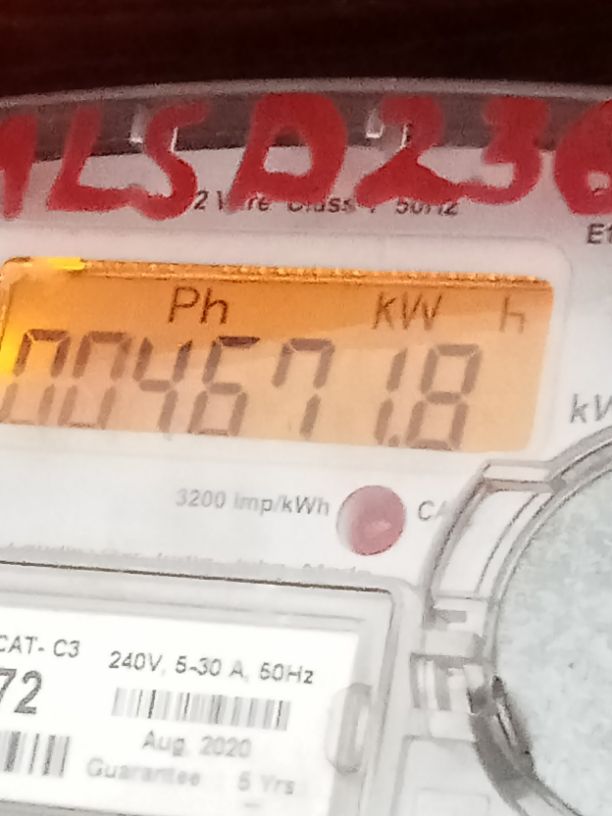 LSD236
2 Wire Class 1 50Hz
Ph kW h
004671.8
3200 imp/kWh
CAT- C3
240V, 5-30 A, 50Hz
72
Aug. 2020
Guarantee 5 Yrs